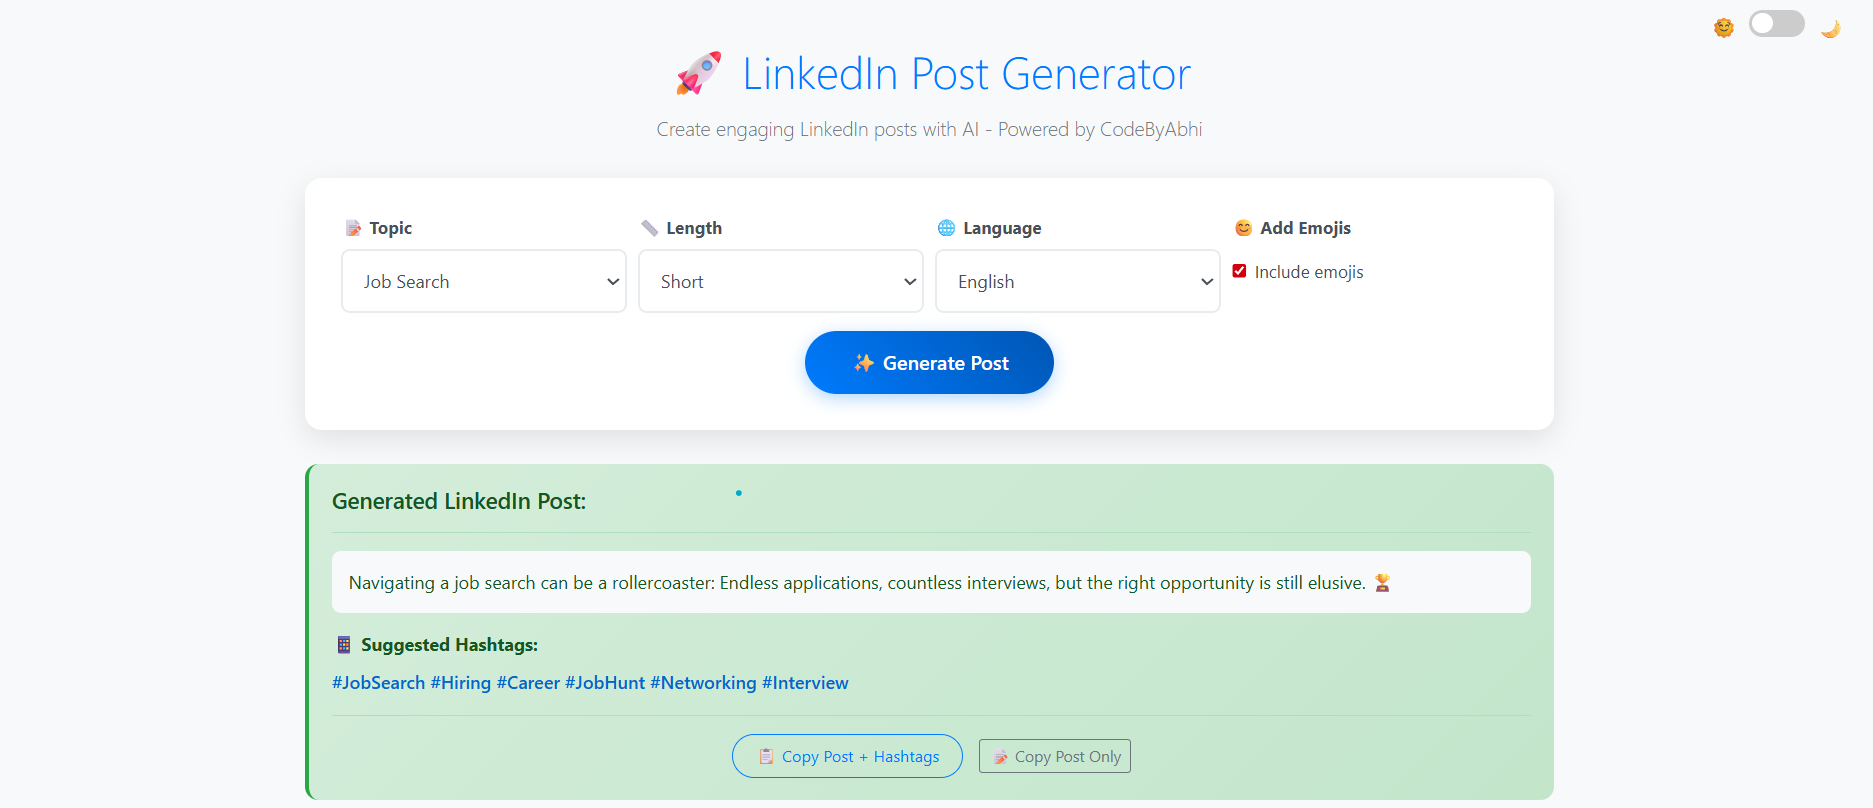 LinkedIn Post Generator
Create engaging LinkedIn posts with AI - Powered by CodeByAbhi
Topic
Length
Language
Add Emojis
Job Search
Short
English
Include emojis
Generate Post
Generated LinkedIn Post:
Navigating a job search can be a rollercoaster: Endless applications, countless interviews, but the right opportunity is still elusive.
Suggested Hashtags:
#JobSearch #Hiring #Career #JobHunt #Networking #Interview
Copy Post + Hashtags
Copy Post Only